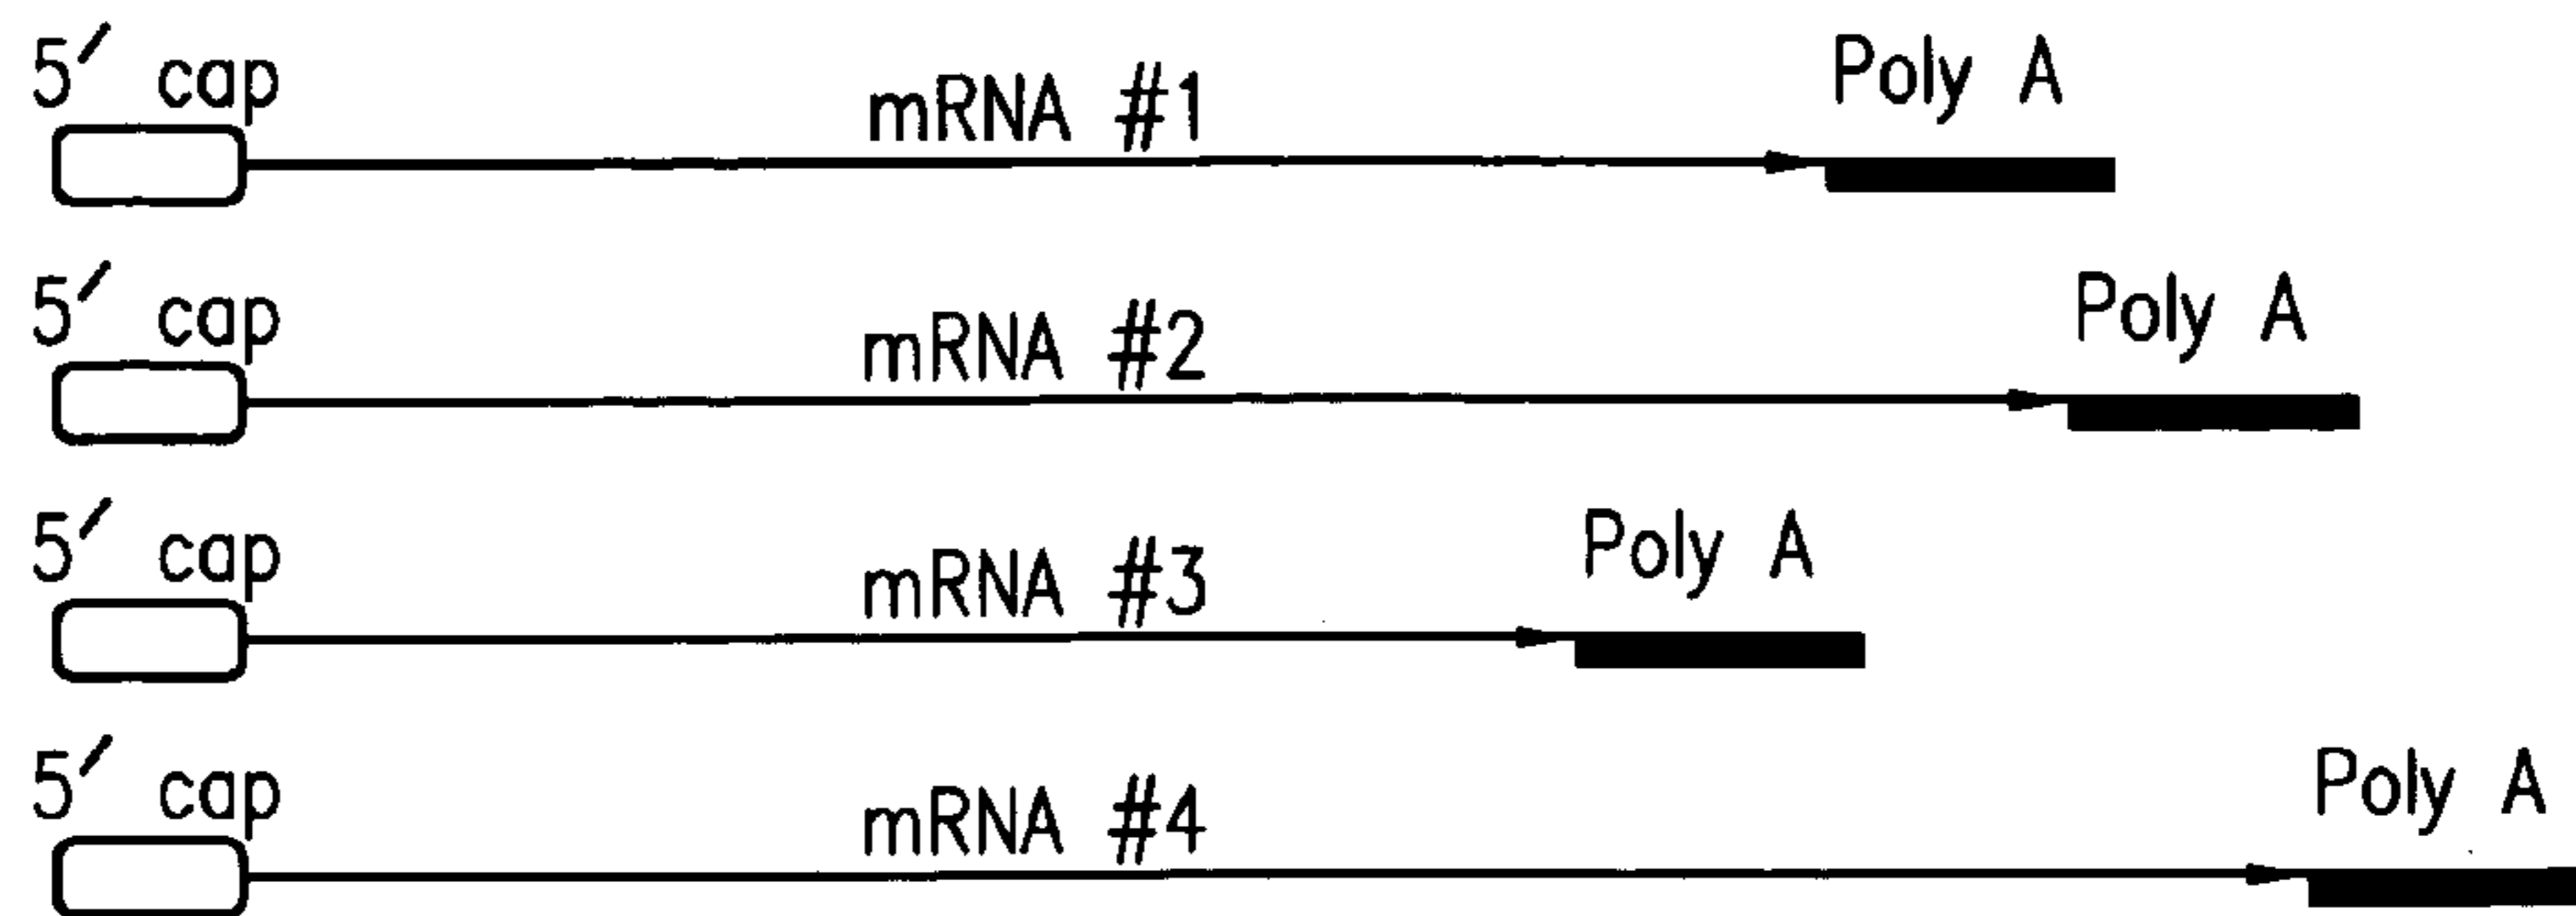 5′ cap mRNA #1 Poly A
5′ cap mRNA #2 Poly A
5′ cap mRNA #3 Poly A
5′ cap mRNA #4 Poly A